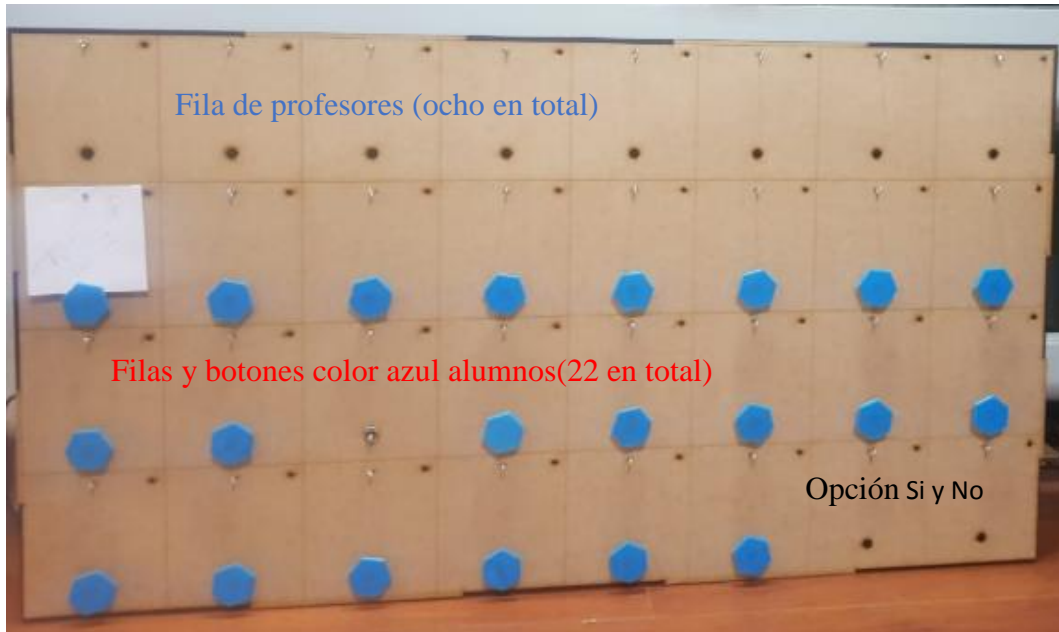 Fila de profesores (ocho en total)
Filas y botones color azul alumnos(22 en total)
Opción Si y No